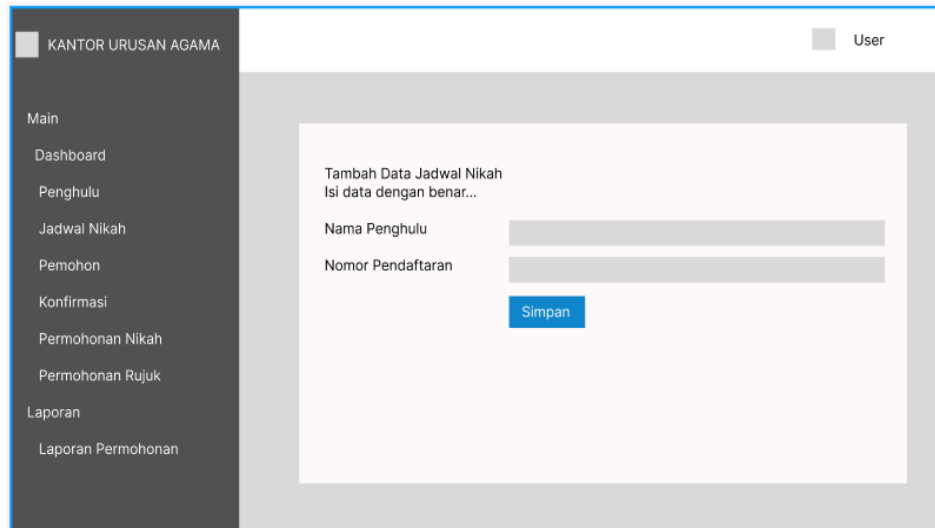 KANTOR URUSAN AGAMA
User
Main
Dashboard
Penghulu
Jadwal Nikah
Pemohon
Konfirmasi
Permohonan Nikah
Permohonan Rujuk
Laporan
Laporan Permohonan
Tambah Data Jadwal Nikah
Isi data dengan benar...
Nama Penghulu
Nomor Pendaftaran
Simpan